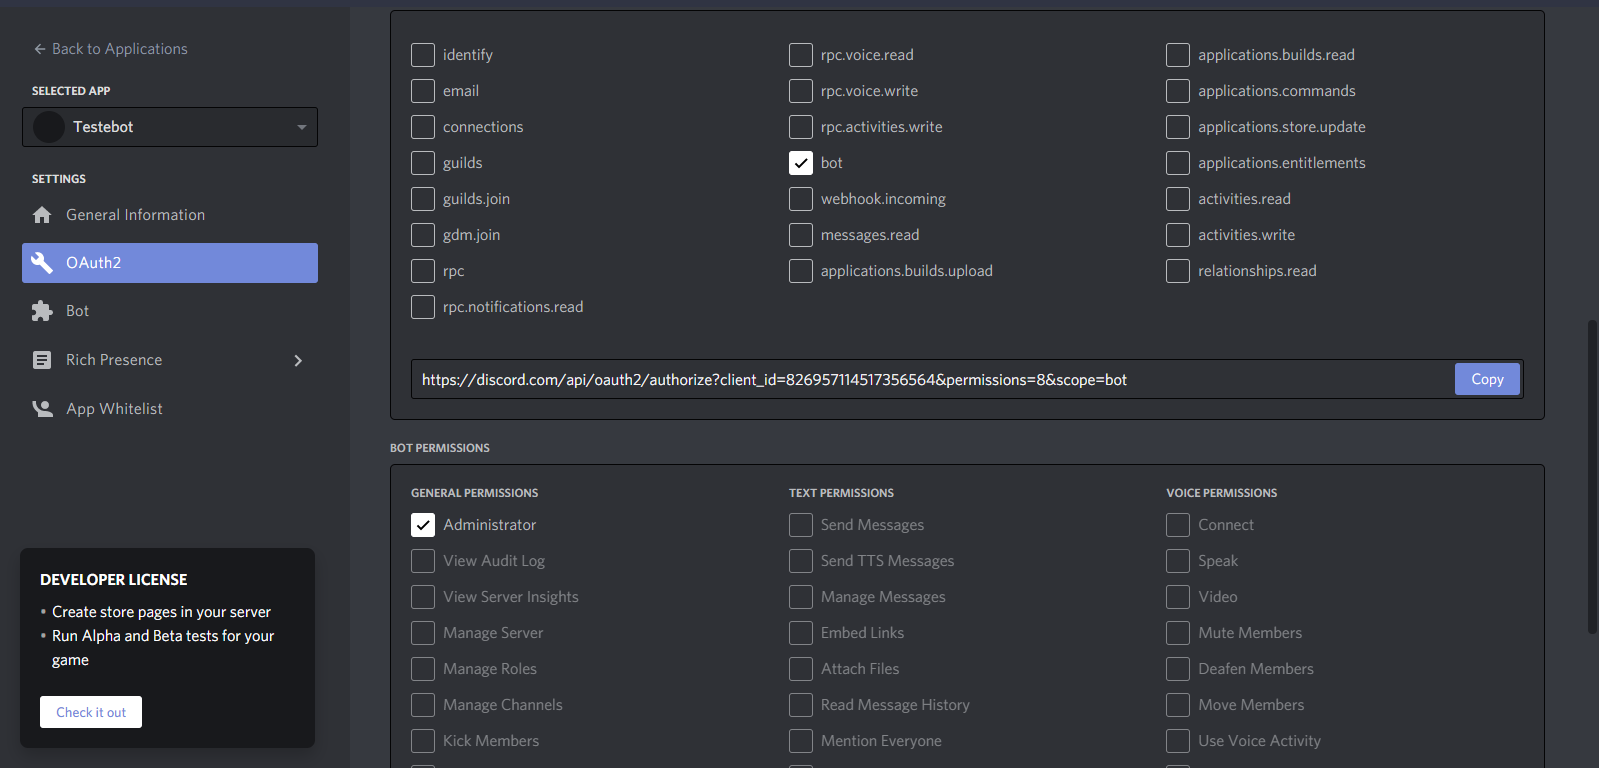 Back to Applications
SELECTED APP
Testebot
SETTINGS
General Information
OAuth2
Bot
Rich Presence
App Whitelist
DEVELOPER LICENSE
• Create store pages in your server
• Run Alpha and Beta tests for your
game
Check it out
identify
email
connections
guilds
guilds.join
gdm.join
rpc
rpc.notifications.read
rpc.voice.read
rpc.voice.write
rpc.activities.write
bot
webhook.incoming
messages.read
applications.builds.upload
applications.builds.read
applications.commands
applications.store.update
applications.entitlements
activities.read
activities.write
relationships.read
https://discord.com/api/oauth2/authorize?client_id=826957114517356564&permissions=8&scope=bot
Copy
BOT PERMISSIONS
GENERAL PERMISSIONS
Administrator
View Audit Log
View Server Insights
Manage Server
Manage Roles
Manage Channels
Kick Members
TEXT PERMISSIONS
Send Messages
Send TTS Messages
Manage Messages
Embed Links
Attach Files
Read Message History
Mention Everyone
VOICE PERMISSIONS
Connect
Speak
Video
Mute Members
Deafen Members
Move Members
Use Voice Activity